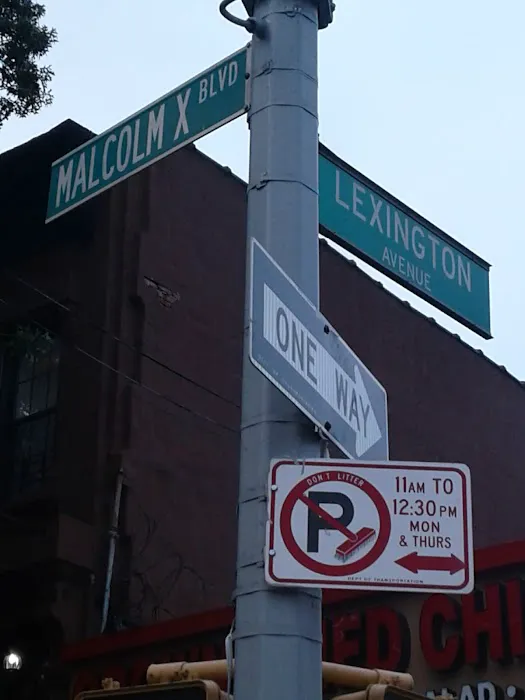 MALCOLM X BLVD
LEXINGTON
AVENUE
ONE WAY
DON'T LITTER
P
11AM TO
12:30PM
MON
& THURS
DEPT OF TRANSPORTATION